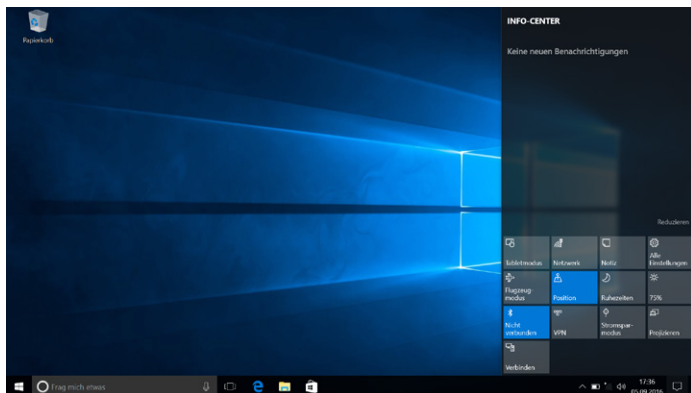 Papierkorb
INFO-CENTER
Keine neuen Benachrichtigungen
Reduzieren
Tabletmodus
Netzwerk
Notiz
Alle
Einstellungen
Flugzeug-
modus
Position
Ruhezeiten
75%
Nicht
verbunden
VPN
Stromspar-
modus
Projizieren
Verbinden
Frag mich etwas
17:36
05.09.2016